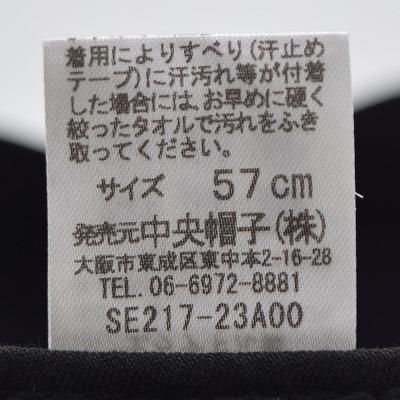 着用によりすべり(汗止め
テープ)に汗汚れ等が付着
した場合には、お早めに硬く
絞ったタオルで汚れをふき
取ってください。
サイズ 57cm
発売元中央帽子(株)
大阪市東成区東中本2-16-28
TEL. 06-6972-8881
SE217-23A00